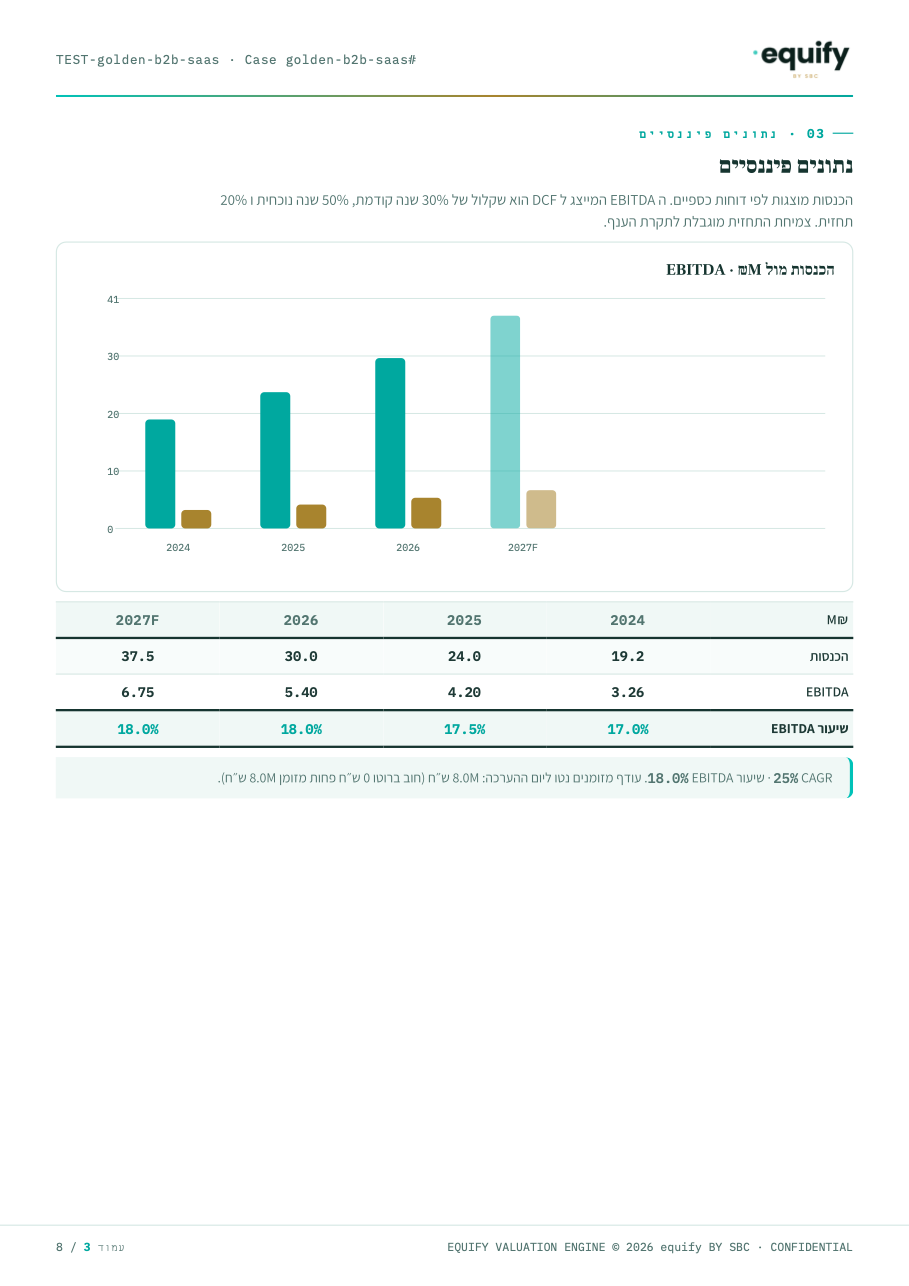 TEST-golden-b2b-saas · Case golden-b2b-saas#
equify
BY SBC
03 · נתונים פיננסיים
נתונים פיננסיים
הכנסות מוצגות לפי דוחות כספיים. ה EBITDA המייצג ל DCF הוא שקלול של 30% שנה קודמת, 50% שנה נוכחית ו 20%
תחזית. צמיחת התחזית מוגבלת לתקרת הענף.
הכנסות מול EBITDA · ₪M
41
30
20
10
0
2024 2025 2026 2027F
₪M 2024 2025 2026 2027F
הכנסות 19.2 24.0 30.0 37.5
EBITDA 3.26 4.20 5.40 6.75
שיעור EBITDA 17.0% 17.5% 18.0% 18.0%
CAGR 25% · שיעור EBITDA 18.0%. עודף מזומנים נטו ליום ההערכה: 8.0M ש״ח (חוב ברוטו 0 ש״ח פחות מזומן 8.0M ש״ח).
עמוד 3 / 8
EQUIFY VALUATION ENGINE © 2026 equify BY SBC · CONFIDENTIAL